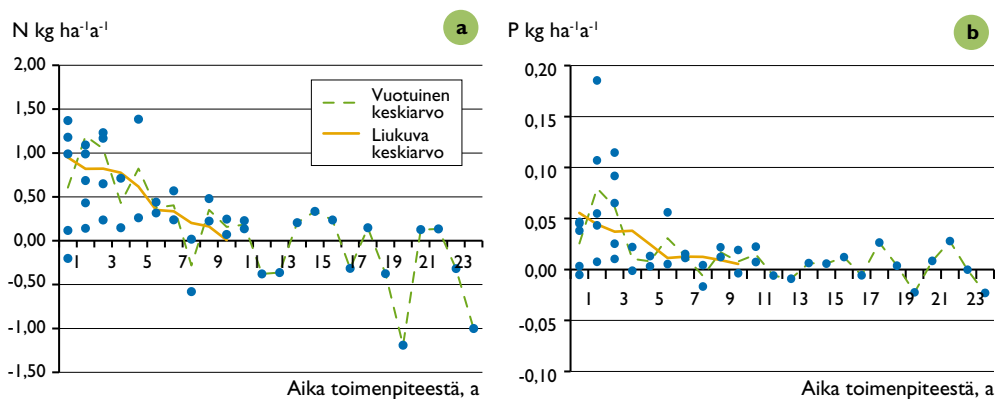 N kg ha⁻¹a⁻¹
a
2,00
1,50
1,00
0,50
0,00
-0,50
-1,00
-1,50
1 3 5 7 9 11 13 15 17 19 21 23
Vuotuinen
keskiarvo
Liukuva
keskiarvo
Aika toimenpiteestä, a
P kg ha⁻¹a⁻¹
b
0,20
0,15
0,10
0,05
0,00
-0,05
-0,10
1 3 5 7 9 11 13 15 17 19 21 23
Aika toimenpiteestä, a